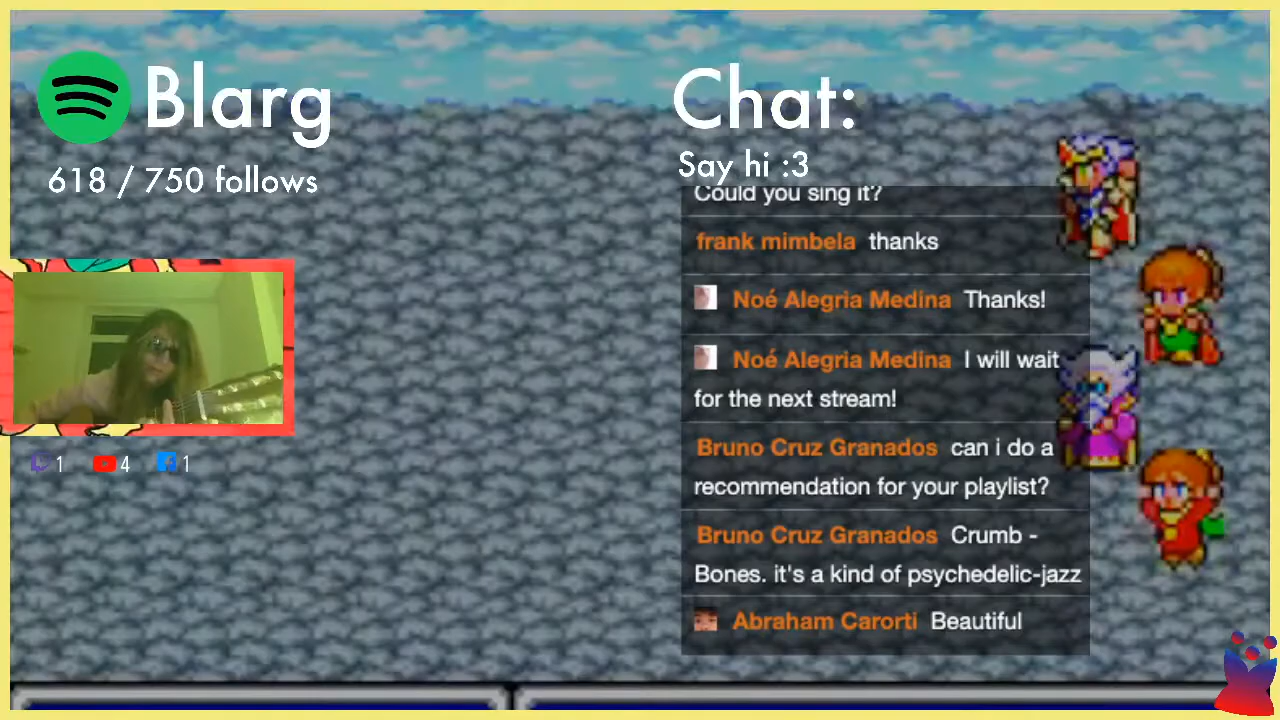 Blarg
618 / 750 follows
1
4
1
Chat:
Say hi :3
Could you sing it?
frank mimbela thanks
Noé Alegria Medina Thanks!
Noé Alegria Medina I will wait
for the next stream!
Bruno Cruz Granados can i do a
recommendation for your playlist?
Bruno Cruz Granados Crumb -
Bones. it's a kind of psychedelic-jazz
Abraham Carorti Beautiful